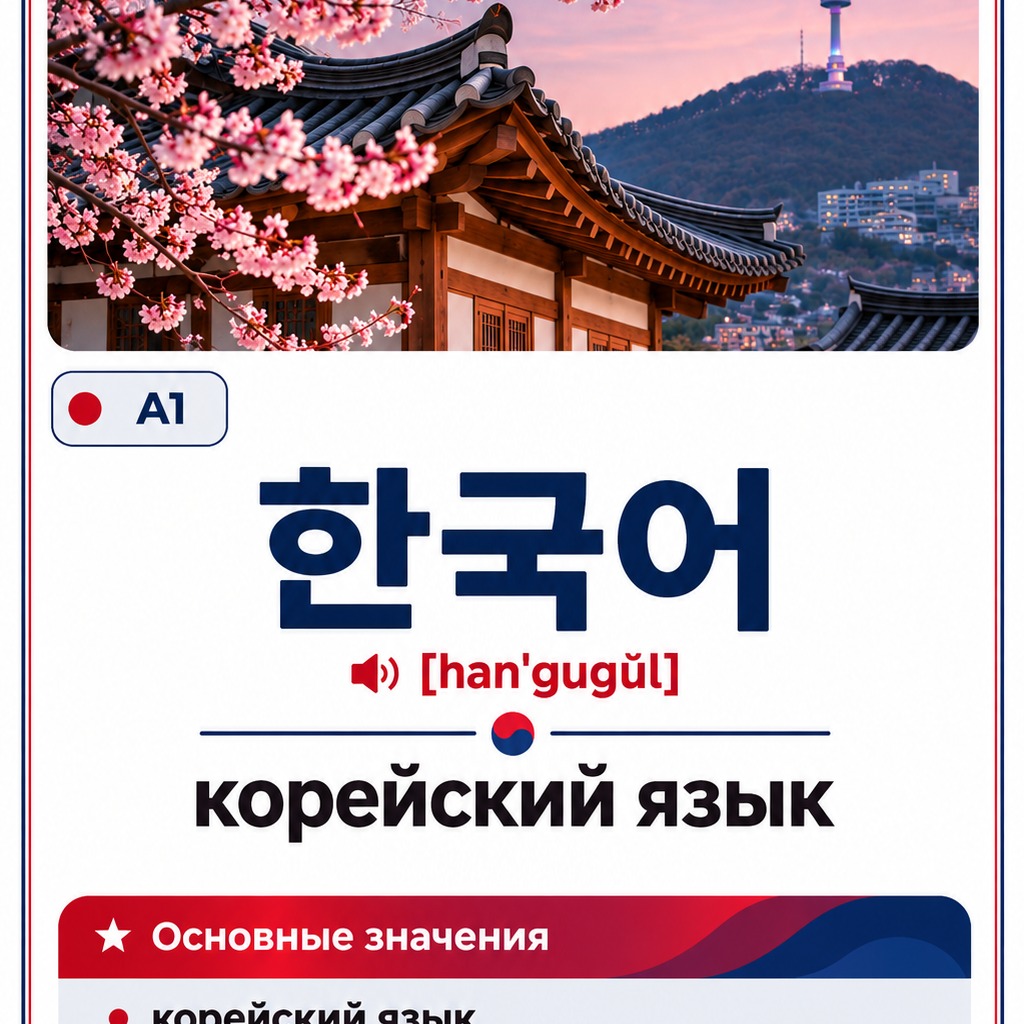 A1
한국어
[han'gugŭl]
корейский язык
Основные значения
корейский язык